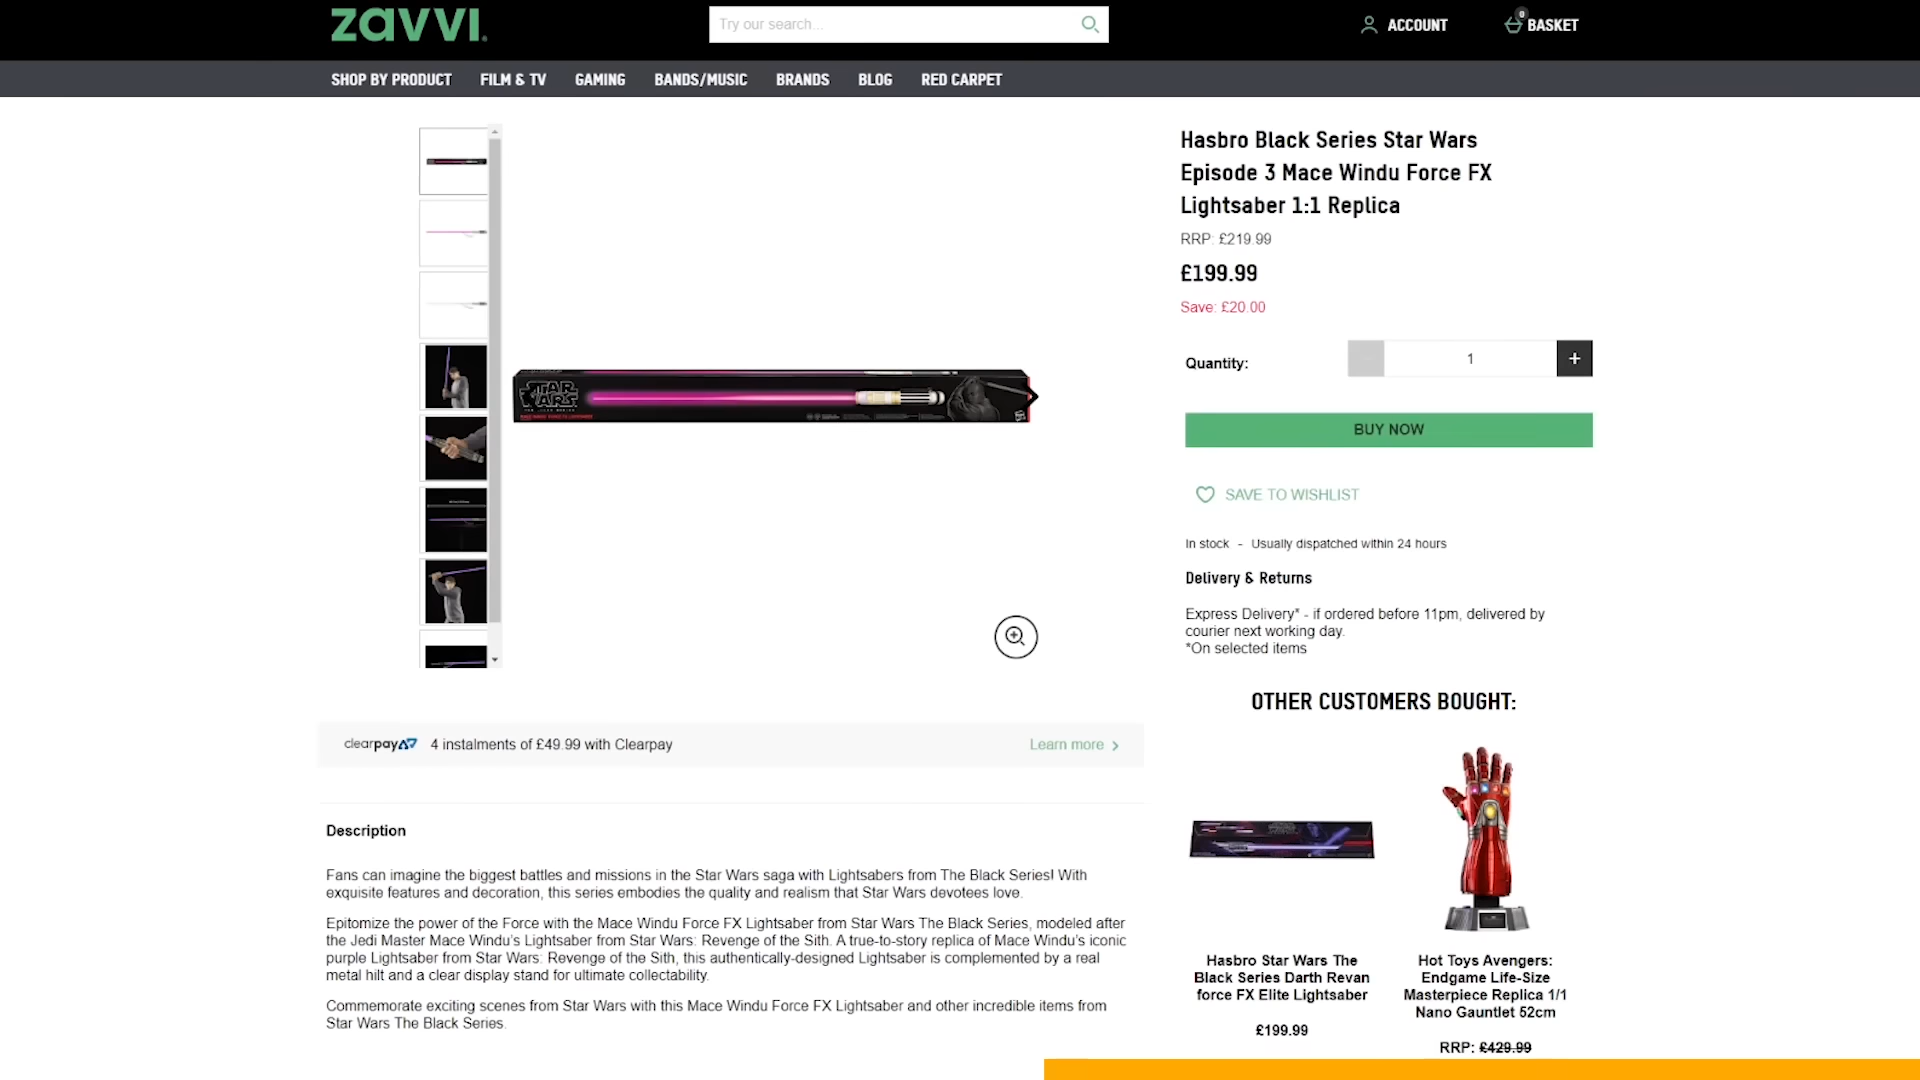 zavvi.
Try our search...
ACCOUNT
0
BASKET
SHOP BY PRODUCT
FILM & TV
GAMING
BANDS/MUSIC
BRANDS
BLOG
RED CARPET
Hasbro Black Series Star Wars
Episode 3 Mace Windu Force FX
Lightsaber 1:1 Replica
RRP: £219.99
£199.99
Save: £20.00
Quantity:
1
+
BUY NOW
SAVE TO WISHLIST
In stock - Usually dispatched within 24 hours
Delivery & Returns
Express Delivery* - if ordered before 11pm, delivered by
courier next working day.
*On selected items
STAR
WARS
clearpay
4 instalments of £49.99 with Clearpay
Learn more
Description
Fans can imagine the biggest battles and missions in the Star Wars saga with Lightsabers from The Black Series! With
exquisite features and decoration, this series embodies the quality and realism that Star Wars devotees love.
Epitomize the power of the Force with the Mace Windu Force FX Lightsaber from Star Wars The Black Series, modeled after
the Jedi Master Mace Windu's Lightsaber from Star Wars: Revenge of the Sith. A true-to-story replica of Mace Windu's iconic
purple Lightsaber from Star Wars: Revenge of the Sith, this authentically-designed Lightsaber is complemented by a real
metal hilt and a clear display stand for ultimate collectability.
Commemorate exciting scenes from Star Wars with this Mace Windu Force FX Lightsaber and other incredible items from
Star Wars The Black Series.
OTHER CUSTOMERS BOUGHT:
Hasbro Star Wars The
Black Series Darth Revan
force FX Elite Lightsaber
£199.99
Hot Toys Avengers:
Endgame Life-Size
Masterpiece Replica 1/1
Nano Gauntlet 52cm
RRP: £429.99